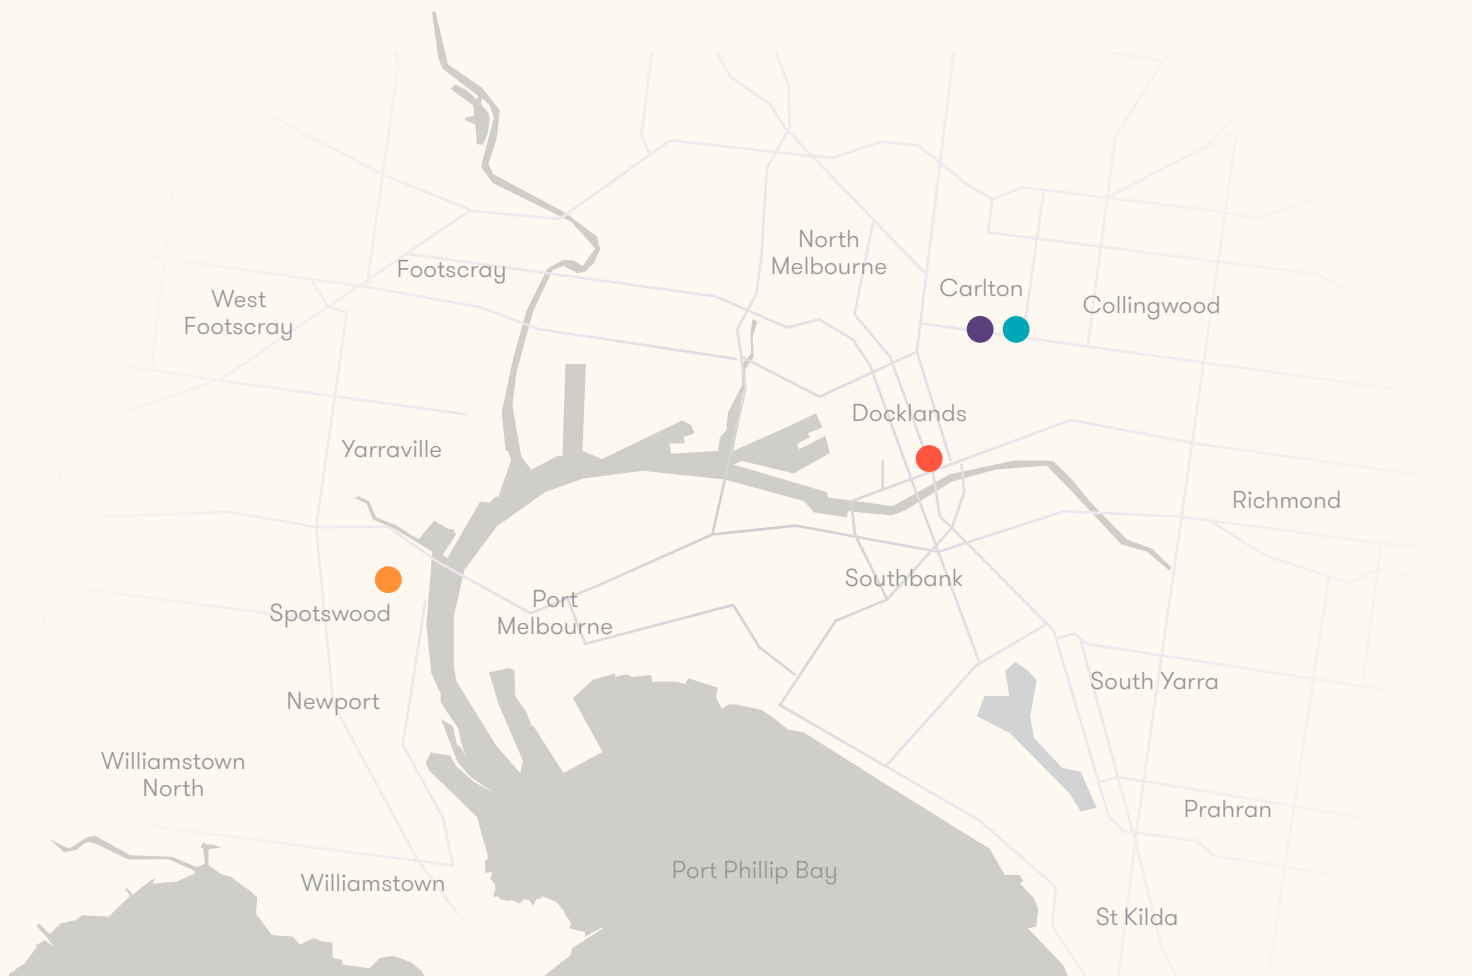 North
Melbourne
Footscray
Carlton
West
Footscray
Collingwood
Docklands
Yarraville
Richmond
Southbank
Spotswood
Port
Melbourne
South Yarra
Newport
Williamstown
North
Prahran
Port Phillip Bay
Williamstown
St Kilda